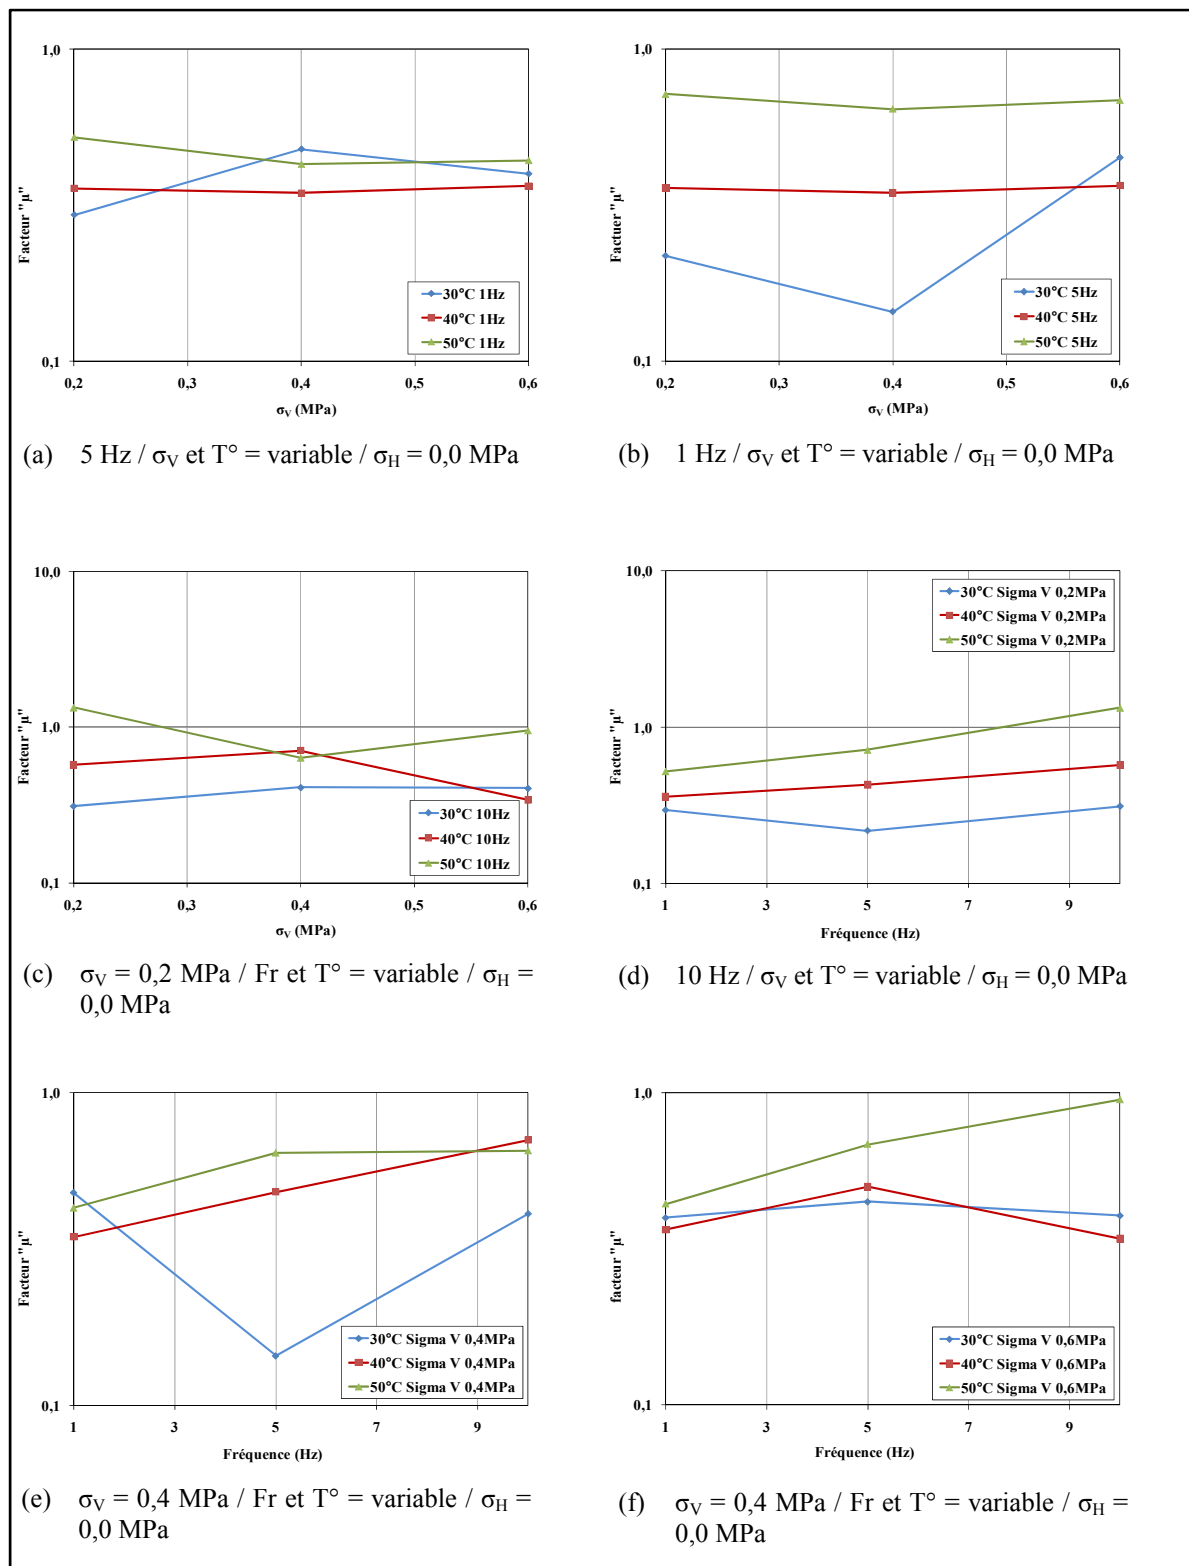 1,0
0,1
Facteur "μ"
30°C 1Hz
40°C 1Hz
50°C 1Hz
0,2 0,3 0,4 0,5 0,6
σV (MPa)
(a) 5 Hz / σV et T° = variable / σH = 0,0 MPa
1,0
0,1
Factuer "μ"
30°C 5Hz
40°C 5Hz
50°C 5Hz
0,2 0,3 0,4 0,5 0,6
σV (MPa)
(b) 1 Hz / σV et T° = variable / σH = 0,0 MPa
10,0
1,0
0,1
Facteur "μ"
30°C 10Hz
40°C 10Hz
50°C 10Hz
0,2 0,3 0,4 0,5 0,6
σV (MPa)
(c) σV = 0,2 MPa / Fr et T° = variable / σH =
0,0 MPa
10,0
1,0
0,1
Facteur "μ"
30°C Sigma V 0,2MPa
40°C Sigma V 0,2MPa
50°C Sigma V 0,2MPa
1 3 5 7 9
Fréquence (Hz)
(d) 10 Hz / σV et T° = variable / σH = 0,0 MPa
1,0
0,1
Facteur "μ"
30°C Sigma V 0,4MPa
40°C Sigma V 0,4MPa
50°C Sigma V 0,4MPa
1 3 5 7 9
Fréquence (Hz)
(e) σV = 0,4 MPa / Fr et T° = variable / σH =
0,0 MPa
1,0
0,1
facteur "μ"
30°C Sigma V 0,6MPa
40°C Sigma V 0,6MPa
50°C Sigma V 0,6MPa
1 3 5 7 9
Fréquence (Hz)
(f) σV = 0,4 MPa / Fr et T° = variable / σH =
0,0 MPa